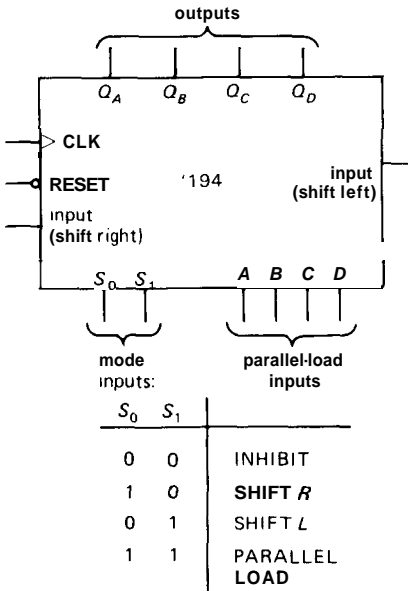 outputs
Q_A Q_B Q_C Q_D
CLK
RESET
'194
input
(shift left)
input
(shift right)
S_0 S_1
A B C D
mode
inputs:
parallel-load
inputs
S_0 S_1
0 0 INHIBIT
1 0 SHIFT R
0 1 SHIFT L
1 1 PARALLEL
LOAD